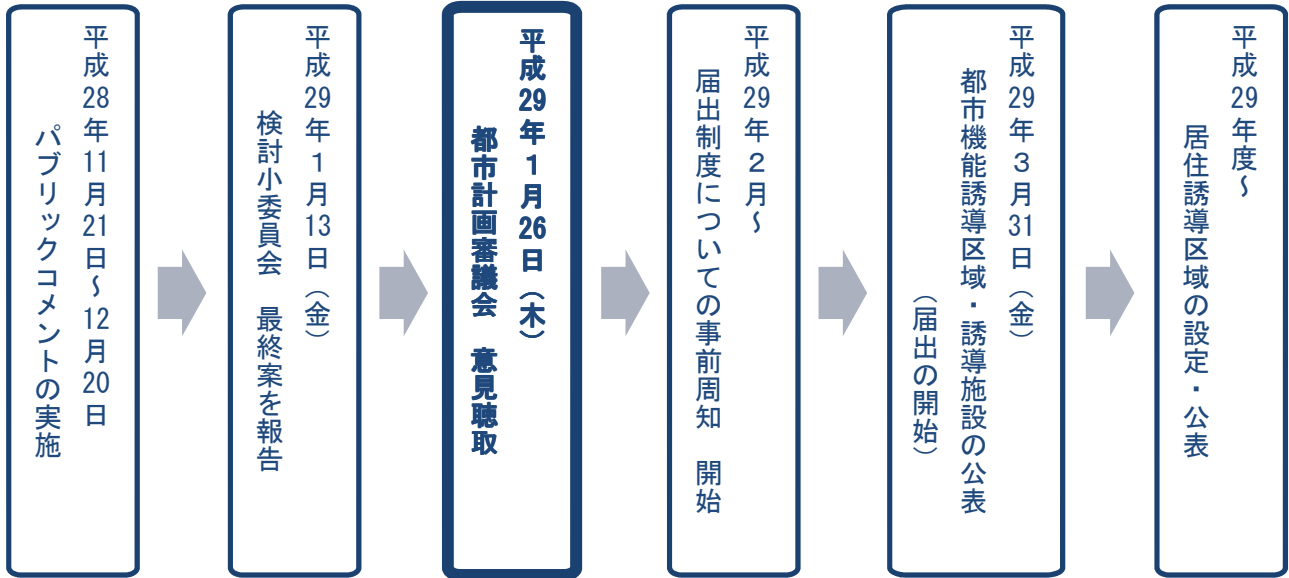 平成28年11月21日～12月20日
パブリックコメントの実施
平成29年１月13日（金）
検討小委員会　最終案を報告
平成29年１月26日（木）
都市計画審議会　意見聴取
平成29年２月～
届出制度についての事前周知　開始
平成29年３月31日（金）
都市機能誘導区域・誘導施設の公表
（届出の開始）
平成29年度～
居住誘導区域の設定・公表